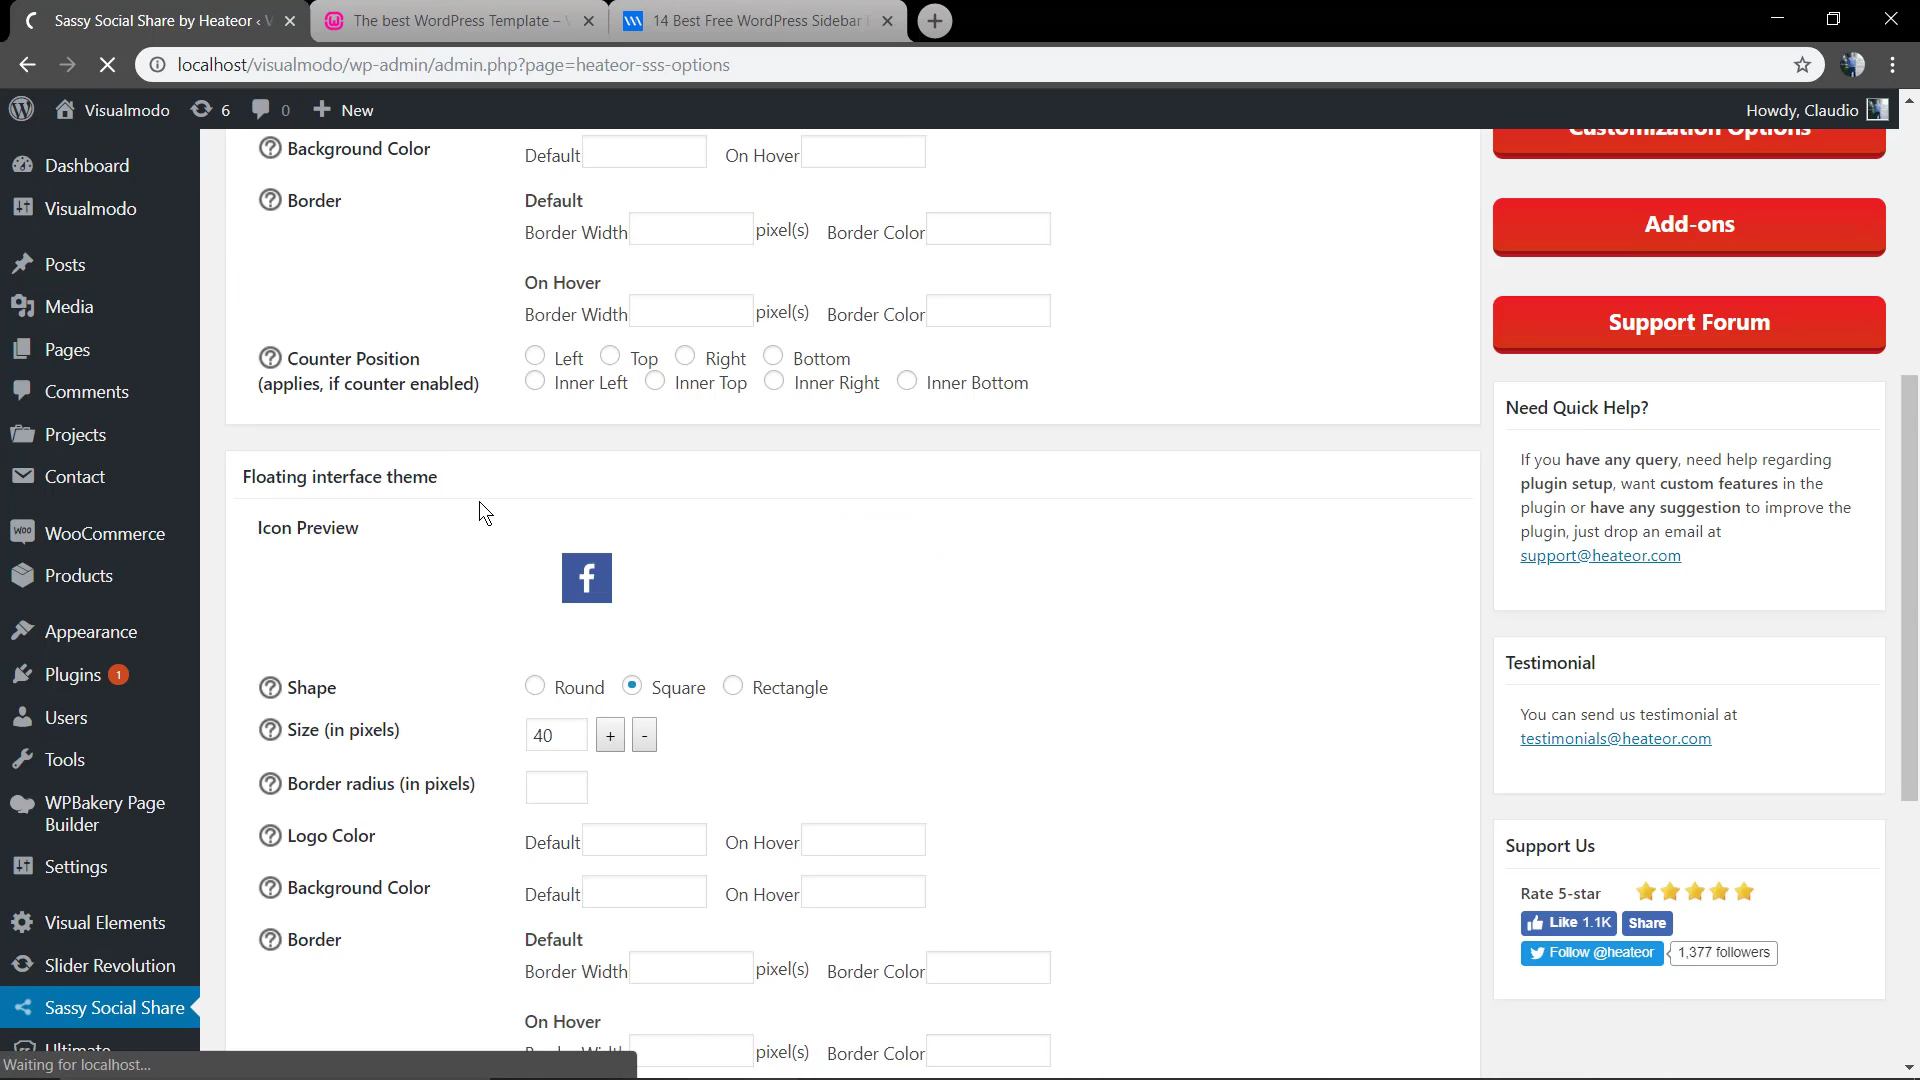 Sassy Social Share by Heateor ‹
The best WordPress Template –
14 Best Free WordPress Sidebar
localhost/visualmodo/wp-admin/admin.php?page=heateor-sss-options
Visualmodo
6
0
New
Howdy, Claudio
Dashboard
Visualmodo
Posts
Media
Pages
Comments
Projects
Contact
WooCommerce
Products
Appearance
Plugins 1
Users
Tools
WPBakery Page
Builder
Settings
Visual Elements
Slider Revolution
Sassy Social Share
Ultimate
Waiting for localhost...
Background Color
Default
On Hover
Border
Default
Border Width
pixel(s)
Border Color
On Hover
Border Width
pixel(s)
Border Color
Counter Position
(applies, if counter enabled)
Left
Top
Right
Bottom
Inner Left
Inner Top
Inner Right
Inner Bottom
Floating interface theme
Icon Preview
f
Shape
Round
Square
Rectangle
Size (in pixels)
40
+
-
Border radius (in pixels)
Logo Color
Default
On Hover
Background Color
Default
On Hover
Border
Default
Border Width
pixel(s)
Border Color
On Hover
Border Width
pixel(s)
Border Color
Customization Options
Add-ons
Support Forum
Need Quick Help?
If you have any query, need help regarding
plugin setup, want custom features in the
plugin or have any suggestion to improve the
plugin, just drop an email at
support@heateor.com
Testimonial
You can send us testimonial at
testimonials@heateor.com
Support Us
Rate 5-star
Like 1.1K
Share
Follow @heateor
1,377 followers